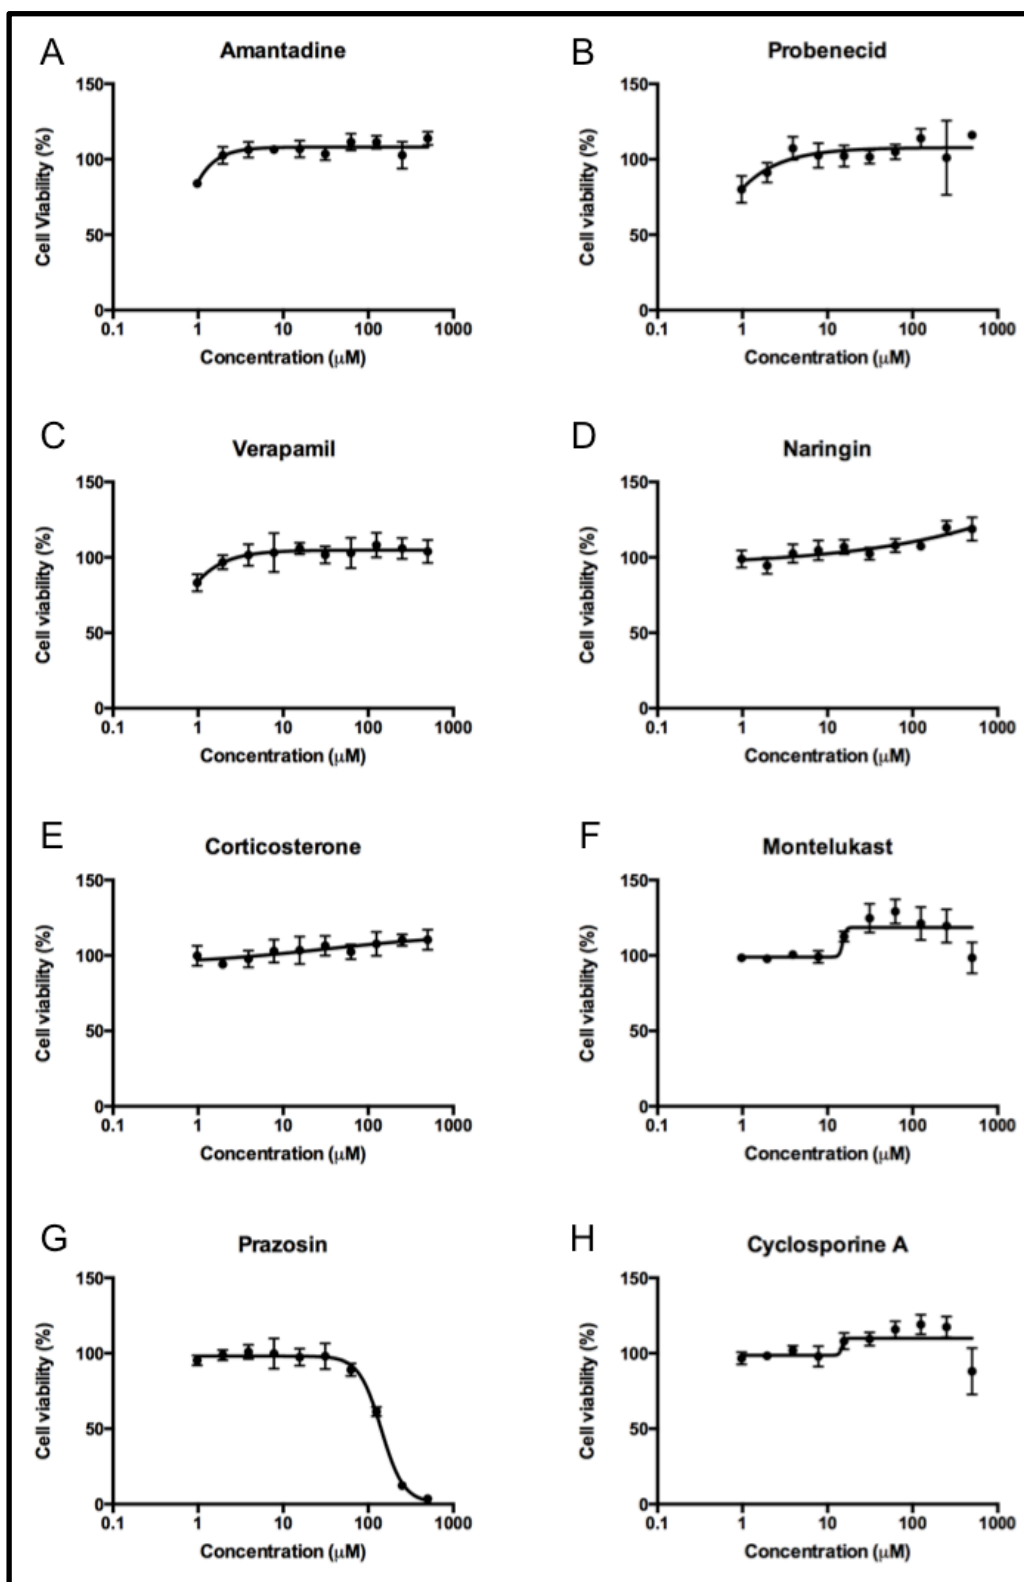 A
Amantadine
Cell Viability (%)
150
100
50
0
0.1 1 10 100 1000
Concentration (μM)
B
Probenecid
Cell viability (%)
150
100
50
0
0.1 1 10 100 1000
Concentration (μM)
C
Verapamil
Cell viability (%)
150
100
50
0
0.1 1 10 100 1000
Concentration (μM)
D
Naringin
Cell viability (%)
150
100
50
0
0.1 1 10 100 1000
Concentration (μM)
E
Corticosterone
Cell viability (%)
150
100
50
0
0.1 1 10 100 1000
Concentration (μM)
F
Montelukast
Cell viability (%)
150
100
50
0
0.1 1 10 100 1000
Concentration (μM)
G
Prazosin
Cell viability (%)
150
100
50
0
0.1 1 10 100 1000
Concentration (μM)
H
Cyclosporine A
Cell viability (%)
150
100
50
0
0.1 1 10 100 1000
Concentration (μM)